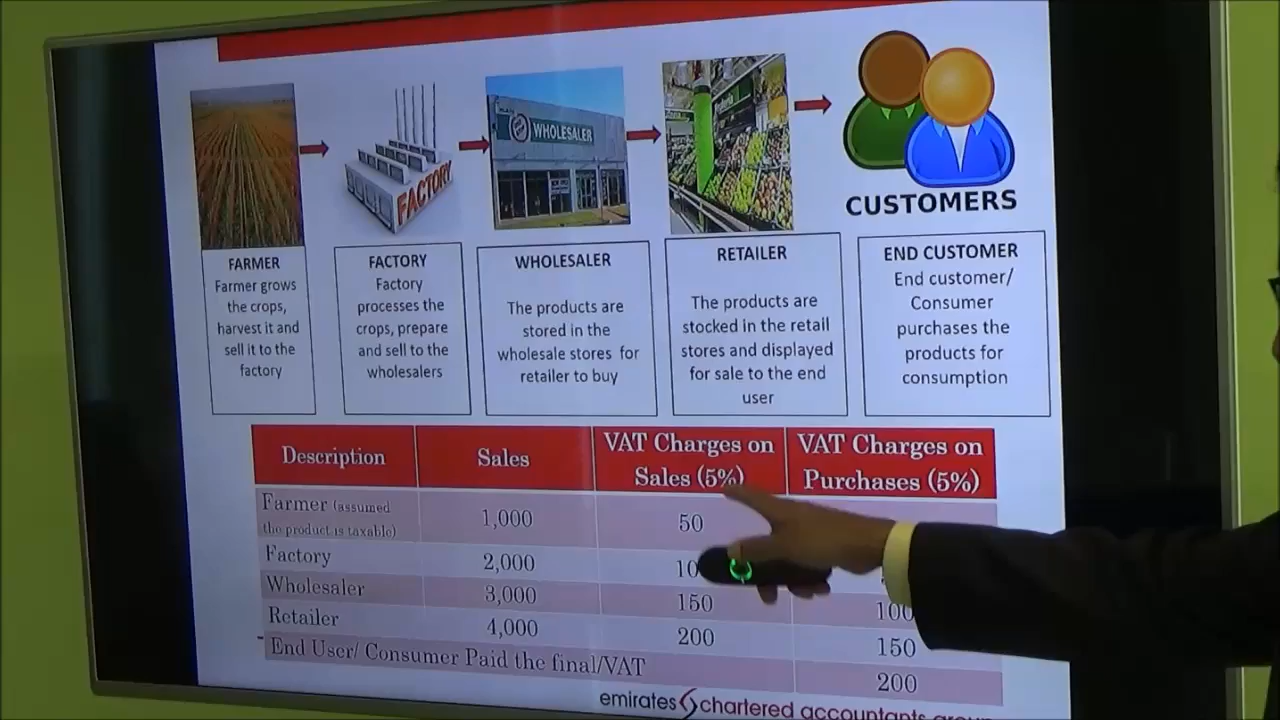 FACTORY
WHOLESALER
CUSTOMERS
FARMER
Farmer grows
the crops,
harvest it and
sell it to the
factory
FACTORY
Factory
processes the
crops, prepare
and sell to the
wholesalers
WHOLESALER
The products are
stored in the
wholesale stores for
retailer to buy
RETAILER
The products are
stocked in the retail
stores and displayed
for sale to the end
user
END CUSTOMER
End customer/
Consumer
purchases the
products for
consumption
Description
Sales
VAT Charges on
Sales (5%)
VAT Charges on
Purchases (5%)
Farmer (assumed
the product is taxable)
1,000
50
Factory
2,000
10
Wholesaler
3,000
150
100
Retailer
4,000
200
150
End User/ Consumer Paid the final/VAT
200
emirates chartered accountants group